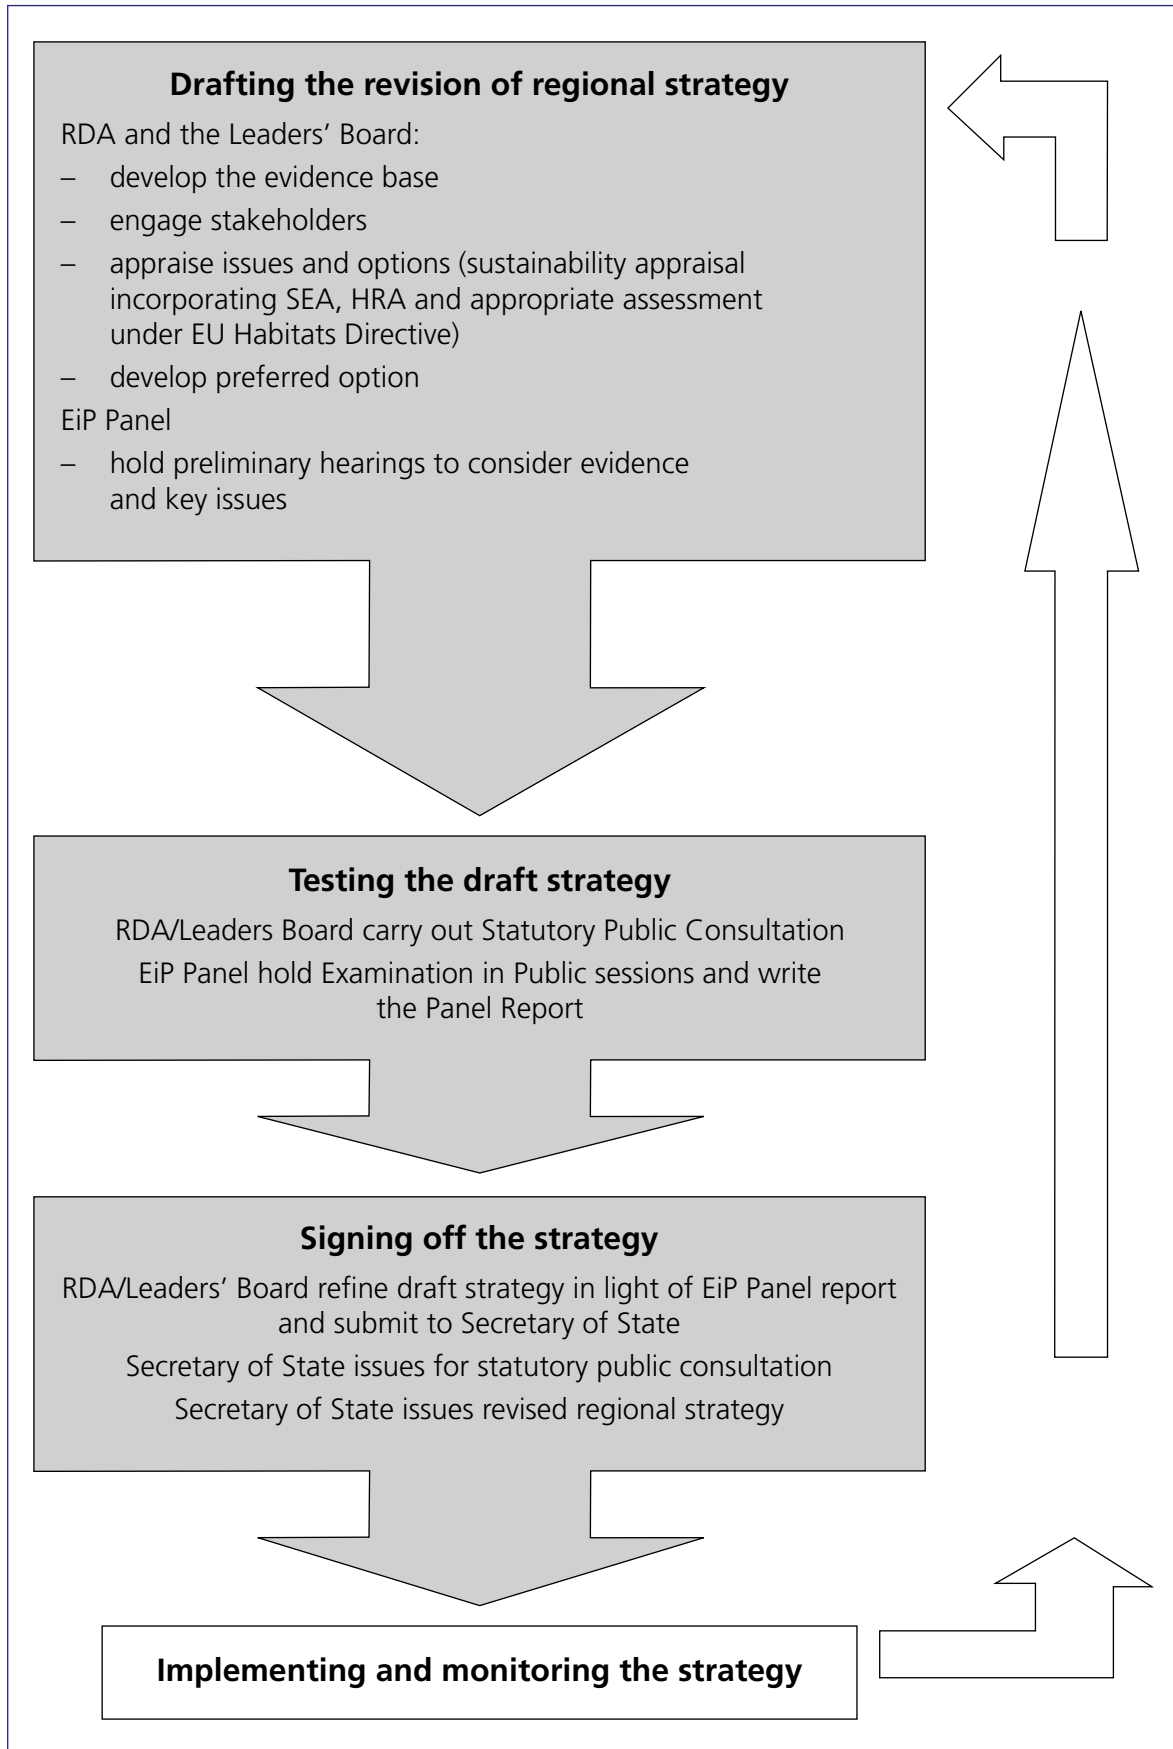 Drafting the revision of regional strategy
RDA and the Leaders’ Board:
– develop the evidence base
– engage stakeholders
– appraise issues and options (sustainability appraisal
incorporating SEA, HRA and appropriate assessment
under EU Habitats Directive)
– develop preferred option
EiP Panel
– hold preliminary hearings to consider evidence
and key issues
Testing the draft strategy
RDA/Leaders Board carry out Statutory Public Consultation
EiP Panel hold Examination in Public sessions and write
the Panel Report
Signing off the strategy
RDA/Leaders’ Board refine draft strategy in light of EiP Panel report
and submit to Secretary of State
Secretary of State issues for statutory public consultation
Secretary of State issues revised regional strategy
Implementing and monitoring the strategy